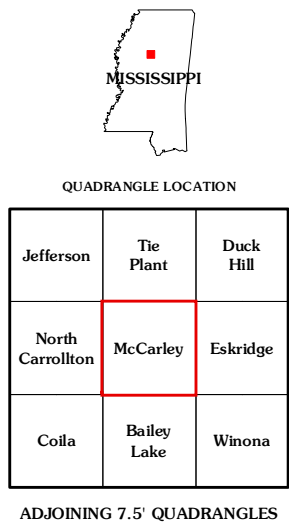 MISSISSIPPI
QUADRANGLE LOCATION
Jefferson
Tie
Plant
Duck
Hill
North
Carrollton
McCarley
Eskridge
Coila
Bailey
Lake
Winona
ADJOINING 7.5' QUADRANGLES